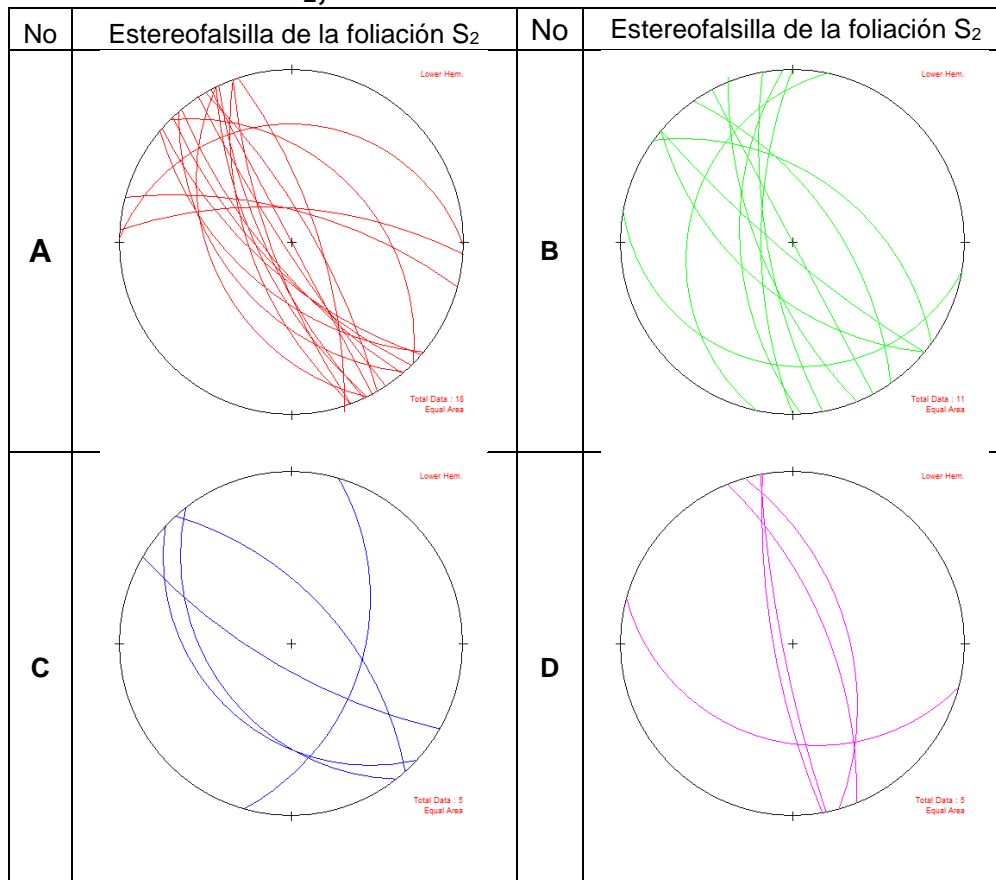 No Estereofalsilla de la foliación S₂ No Estereofalsilla de la foliación S₂
Lower Hem. Lower Hem.
A B
Total Data : 18 Total Data : 11
Equal Area Equal Area
Lower Hem. Lower Hem.
C D
Total Data : 5 Total Data : 5
Equal Area Equal Area